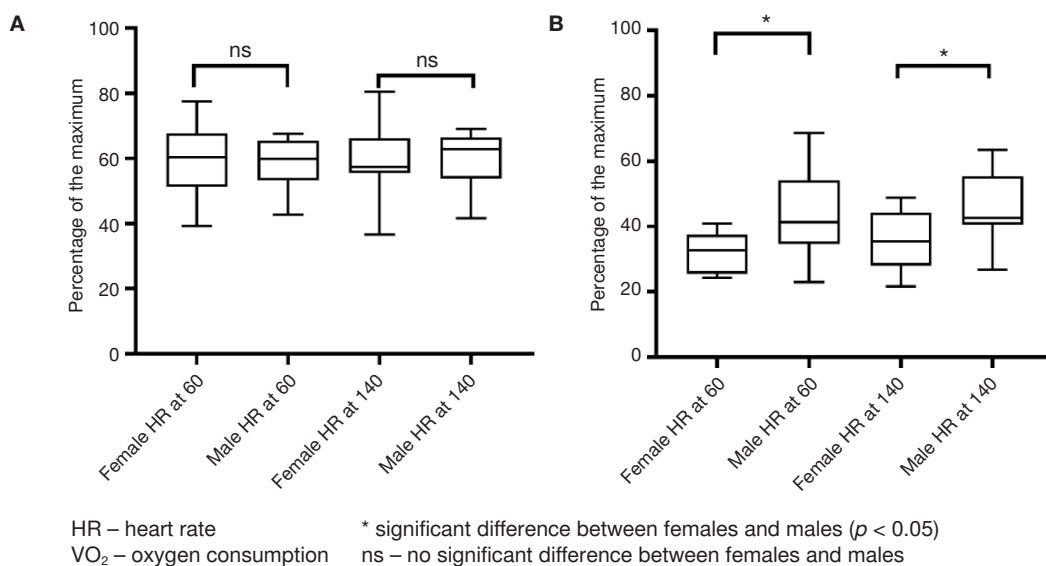 A
Percentage of the maximum
100
80
60
40
20
0
ns
ns
Female HR at 60
Male HR at 60
Female HR at 140
Male HR at 140
B
Percentage of the maximum
100
80
60
40
20
0
*
*
Female HR at 60
Male HR at 60
Female HR at 140
Male HR at 140
HR – heart rate
* significant difference between females and males (p < 0.05)
VO₂ – oxygen consumption
ns – no significant difference between females and males